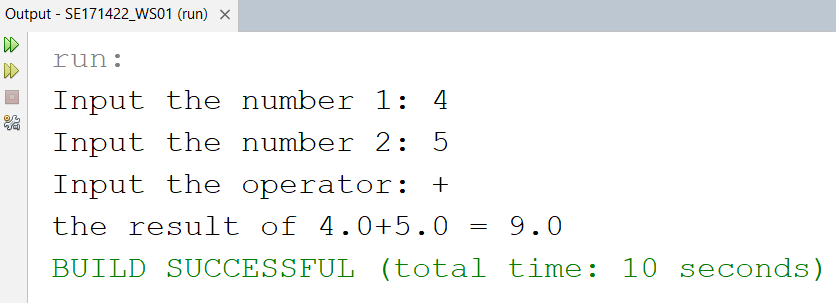 Output - SE171422_WS01 (run) ×
run:
Input the number 1: 4
Input the number 2: 5
Input the operator: +
the result of 4.0+5.0 = 9.0
BUILD SUCCESSFUL (total time: 10 seconds)